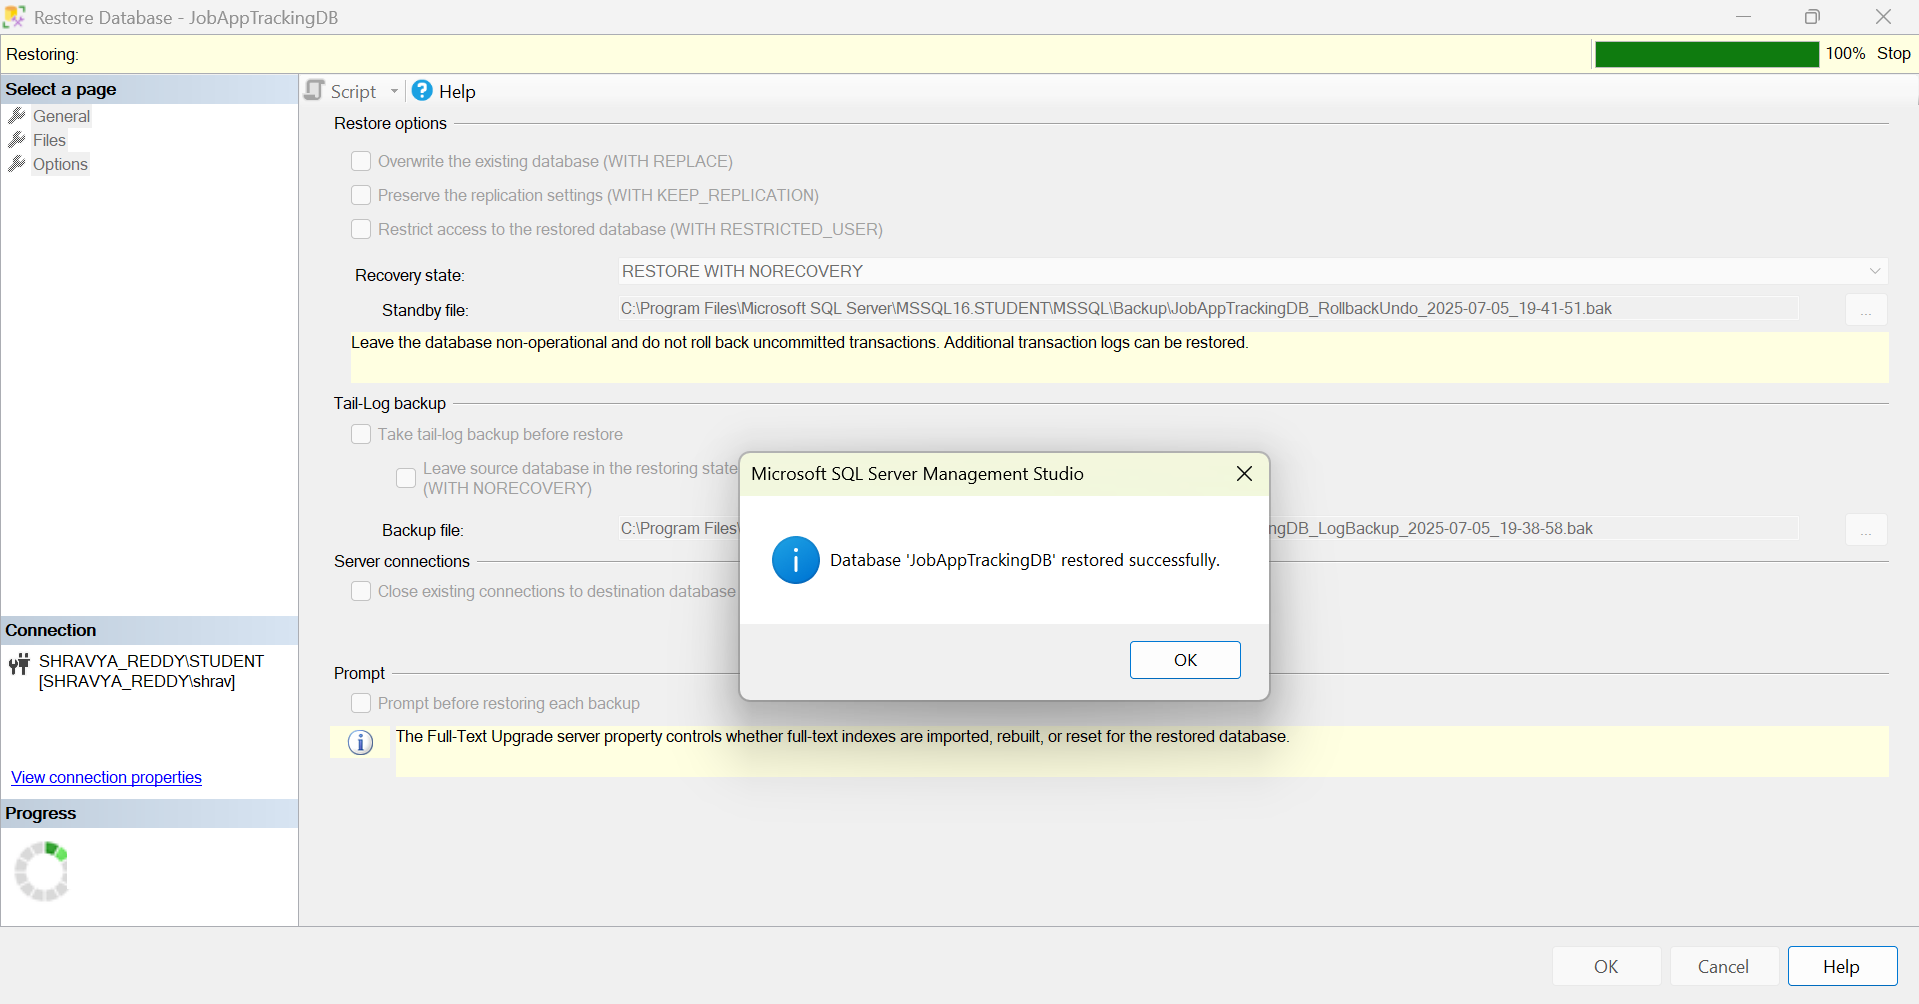 Restore Database - JobAppTrackingDB
Restoring:
100%
Stop
Select a page
General
Files
Options
Script
Help
Restore options
Overwrite the existing database (WITH REPLACE)
Preserve the replication settings (WITH KEEP_REPLICATION)
Restrict access to the restored database (WITH RESTRICTED_USER)
Recovery state:
RESTORE WITH NORECOVERY
Standby file:
C:\Program Files\Microsoft SQL Server\MSSQL16.STUDENT\MSSQL\Backup\JobAppTrackingDB_RollbackUndo_2025-07-05_19-41-51.bak
...
Leave the database non-operational and do not roll back uncommitted transactions. Additional transaction logs can be restored.
Tail-Log backup
Take tail-log backup before restore
Leave source database in the restoring state
(WITH NORECOVERY)
Backup file:
C:\Program Files\
ngDB_LogBackup_2025-07-05_19-38-58.bak
...
Server connections
Close existing connections to destination database
Microsoft SQL Server Management Studio
Database 'JobAppTrackingDB' restored successfully.
OK
Prompt
Prompt before restoring each backup
The Full-Text Upgrade server property controls whether full-text indexes are imported, rebuilt, or reset for the restored database.
Connection
SHRAVYA_REDDY\STUDENT
[SHRAVYA_REDDY\shrav]
View connection properties
Progress
OK
Cancel
Help